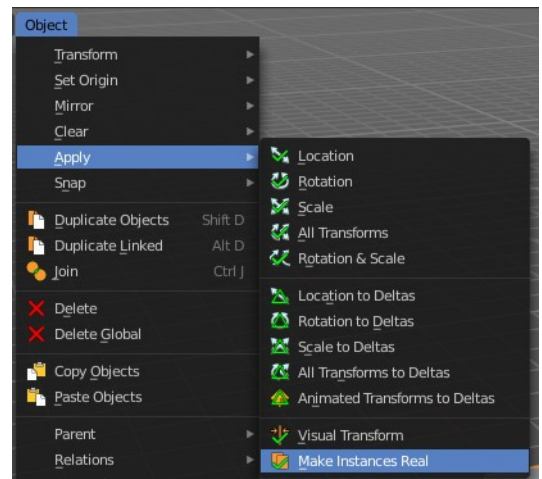 Object
Transform
Set Origin
Mirror
Clear
Apply
Snap
Duplicate Objects Shift D
Duplicate Linked Alt D
Join Ctrl J
Delete
Delete Global
Copy Objects
Paste Objects
Parent
Relations
Location
Rotation
Scale
All Transforms
Rotation & Scale
Location to Deltas
Rotation to Deltas
Scale to Deltas
All Transforms to Deltas
Animated Transforms to Deltas
Visual Transform
Make Instances Real